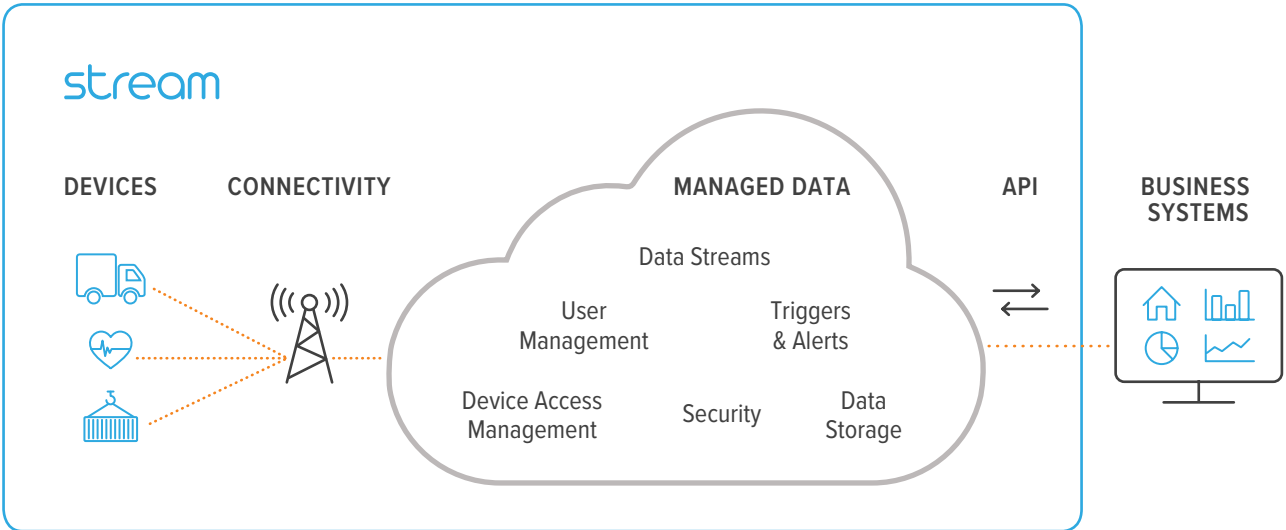 stream
DEVICES
CONNECTIVITY
MANAGED DATA
API
BUSINESS
SYSTEMS
Data Streams
User
Management
Triggers
& Alerts
Device Access
Management
Security
Data
Storage